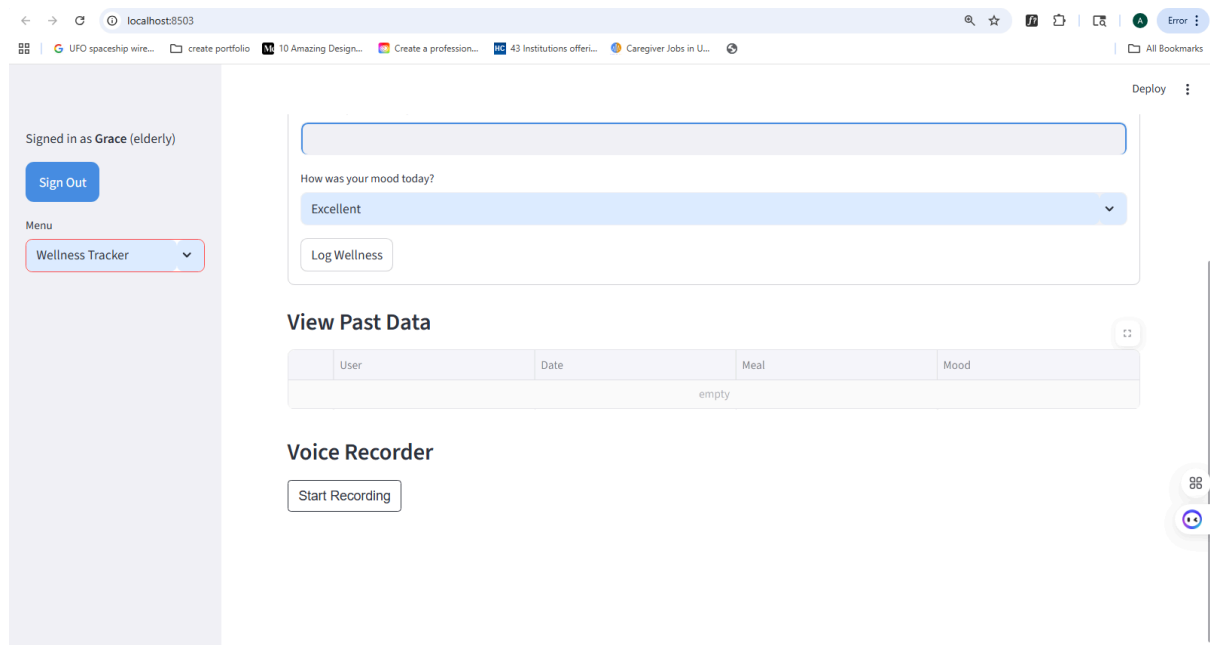 localhost:8503
Error
UFO spaceship wire...
create portfolio
10 Amazing Design...
Create a profession...
HC
43 Institutions offeri...
Caregiver Jobs in U...
All Bookmarks
Deploy
Signed in as Grace (elderly)
Sign Out
Menu
Wellness Tracker
How was your mood today?
Excellent
Log Wellness
View Past Data
User Date Meal Mood
empty
Voice Recorder
Start Recording